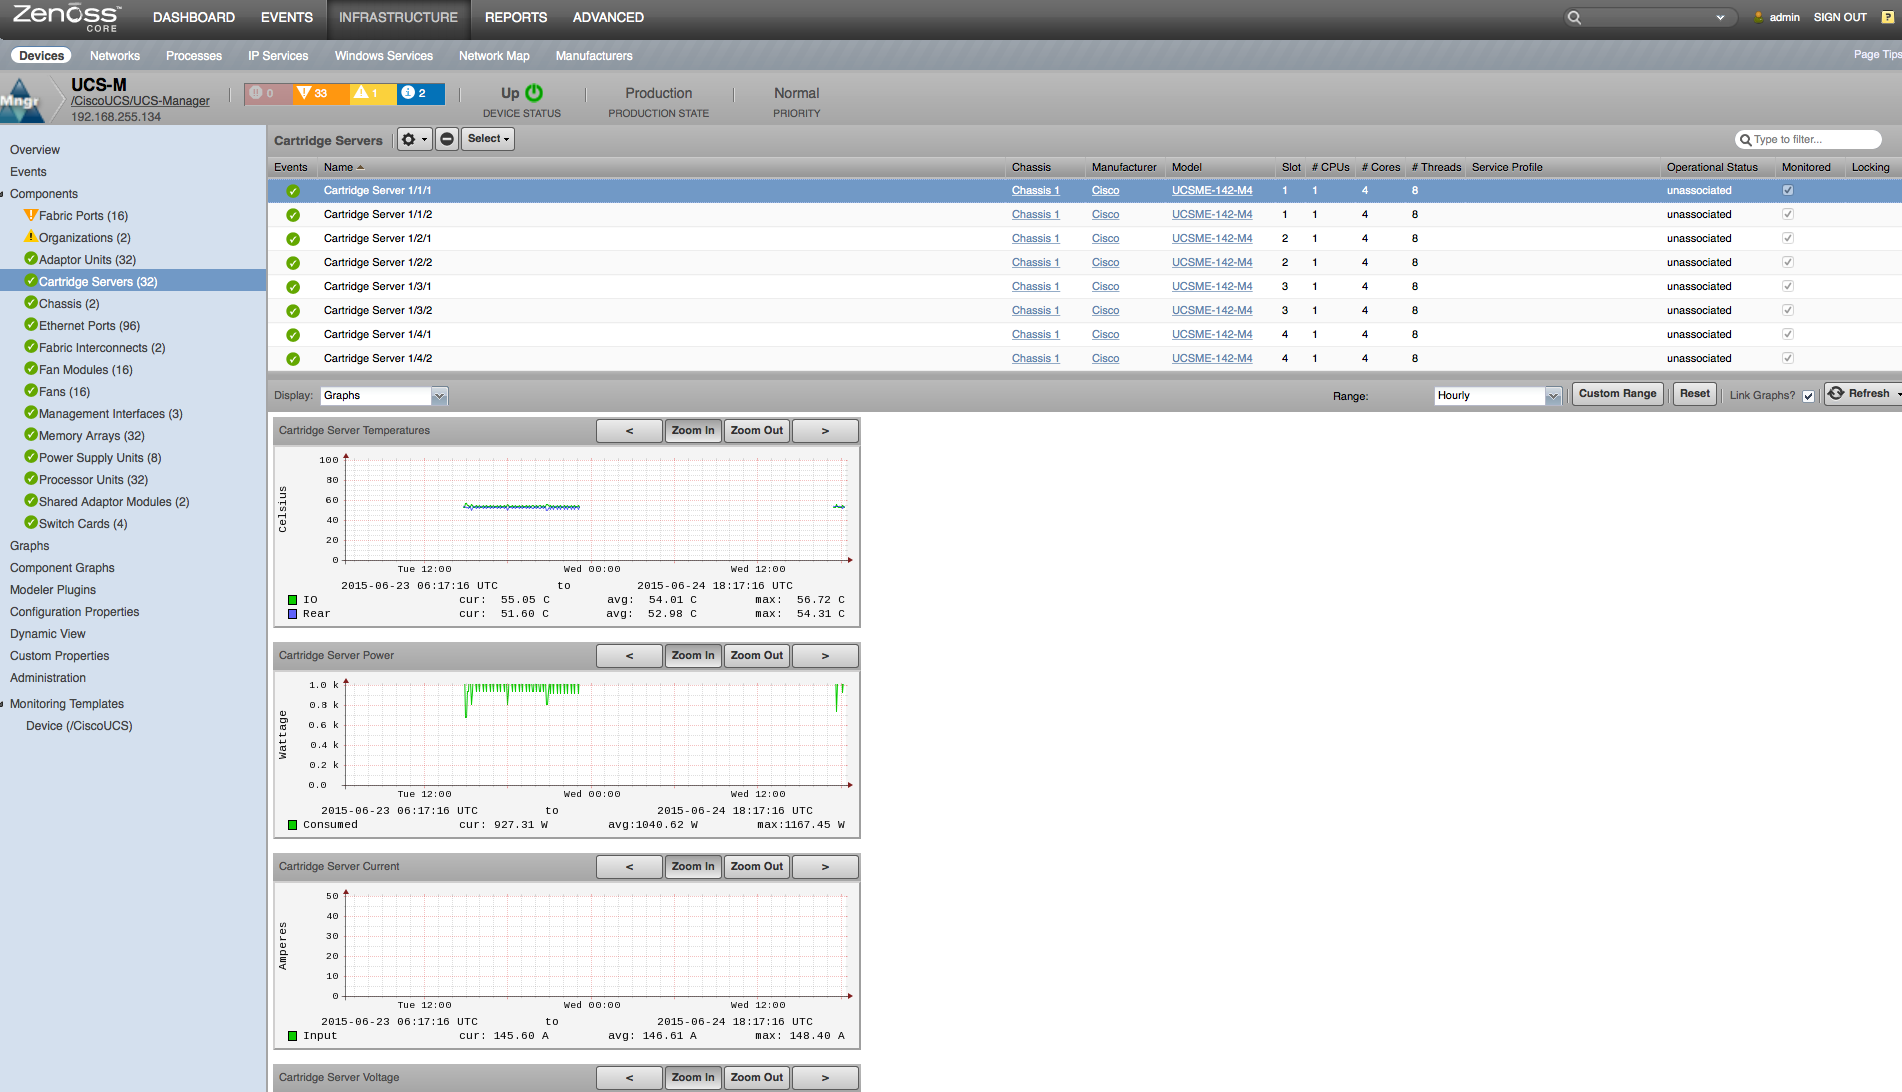 Zenoss™ CORE
DASHBOARD EVENTS INFRASTRUCTURE REPORTS ADVANCED
admin SIGN OUT ?
Devices Networks Processes IP Services Windows Services Network Map Manufacturers Page Tips
Mngr
UCS-M
/CiscoUCS/UCS-Manager
192.168.255.134
0 33 1 2
Up DEVICE STATUS
Production PRODUCTION STATE
Normal PRIORITY
Overview
Events
Components
Fabric Ports (16)
Organizations (2)
Adaptor Units (32)
Cartridge Servers (32)
Chassis (2)
Ethernet Ports (96)
Fabric Interconnects (2)
Fan Modules (16)
Fans (16)
Management Interfaces (3)
Memory Arrays (32)
Power Supply Units (8)
Processor Units (32)
Shared Adaptor Modules (2)
Switch Cards (4)
Graphs
Component Graphs
Modeler Plugins
Configuration Properties
Dynamic View
Custom Properties
Administration
Monitoring Templates
Device (/CiscoUCS)
Cartridge Servers Select Type to filter...
Events Name Chassis Manufacturer Model Slot # CPUs # Cores # Threads Service Profile Operational Status Monitored Locking
Cartridge Server 1/1/1 Chassis 1 Cisco UCSME-142-M4 1 1 4 8 unassociated
Cartridge Server 1/1/2 Chassis 1 Cisco UCSME-142-M4 1 1 4 8 unassociated
Cartridge Server 1/2/1 Chassis 1 Cisco UCSME-142-M4 2 1 4 8 unassociated
Cartridge Server 1/2/2 Chassis 1 Cisco UCSME-142-M4 2 1 4 8 unassociated
Cartridge Server 1/3/1 Chassis 1 Cisco UCSME-142-M4 3 1 4 8 unassociated
Cartridge Server 1/3/2 Chassis 1 Cisco UCSME-142-M4 3 1 4 8 unassociated
Cartridge Server 1/4/1 Chassis 1 Cisco UCSME-142-M4 4 1 4 8 unassociated
Cartridge Server 1/4/2 Chassis 1 Cisco UCSME-142-M4 4 1 4 8 unassociated
Display: Graphs Range: Hourly Custom Range Reset Link Graphs? Refresh
Cartridge Server Temperatures < Zoom In Zoom Out >
Celsius
100
80
60
40
20
0
Tue 12:00 Wed 00:00 Wed 12:00
2015-06-23 06:17:16 UTC to 2015-06-24 18:17:16 UTC
IO cur: 55.05 C avg: 54.01 C max: 56.72 C
Rear cur: 51.60 C avg: 52.98 C max: 54.31 C
Cartridge Server Power < Zoom In Zoom Out >
Wattage
1.0 k
0.8 k
0.6 k
0.4 k
0.2 k
0.0
Tue 12:00 Wed 00:00 Wed 12:00
2015-06-23 06:17:16 UTC to 2015-06-24 18:17:16 UTC
Consumed cur: 927.31 W avg:1040.62 W max:1167.45 W
Cartridge Server Current < Zoom In Zoom Out >
Amperes
50
40
30
20
10
0
Tue 12:00 Wed 00:00 Wed 12:00
2015-06-23 06:17:16 UTC to 2015-06-24 18:17:16 UTC
Input cur: 145.60 A avg: 146.61 A max: 148.40 A
Cartridge Server Voltage < Zoom In Zoom Out >